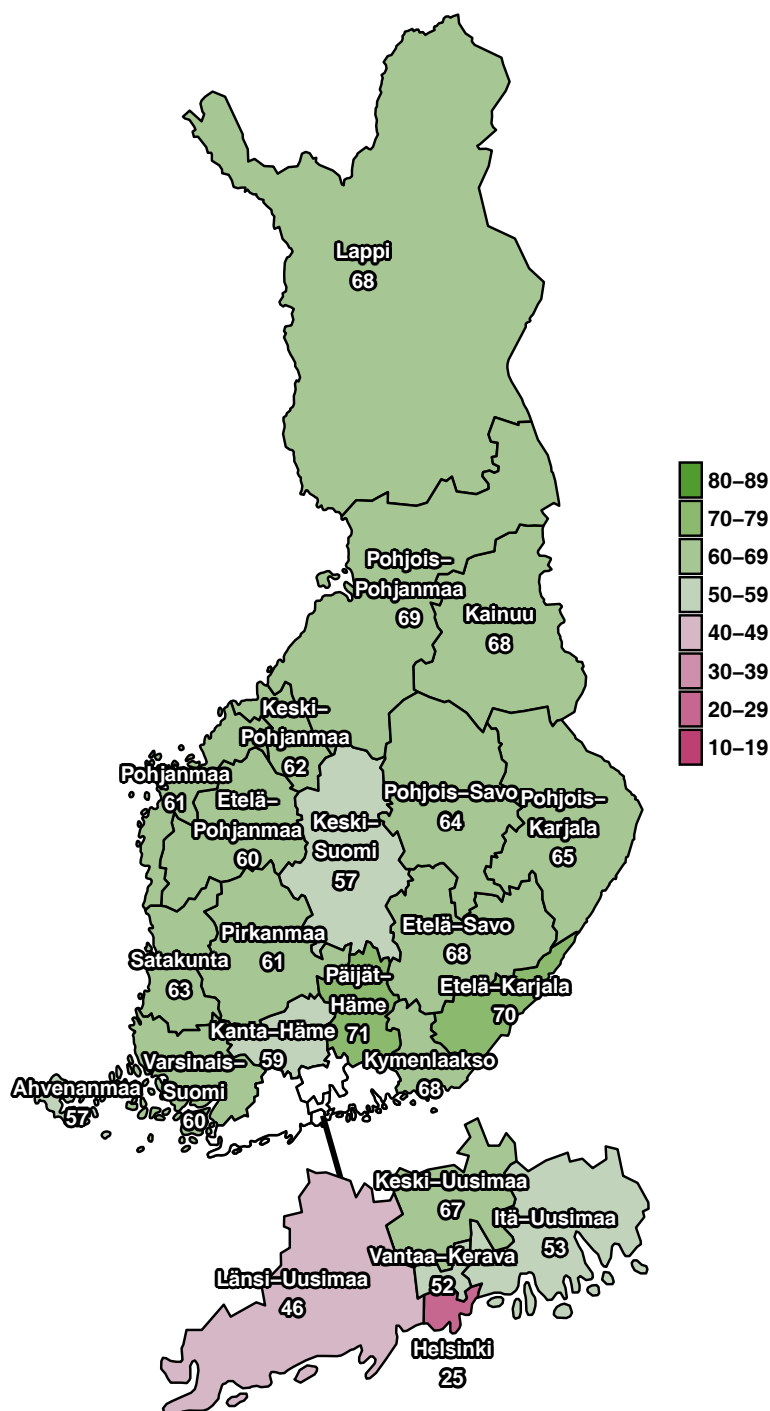 Lappi
68
80–89
70–79
60–69
50–59
40–49
30–39
20–29
10–19
Pohjois–
Pohjanmaa
69
Kainuu
68
Keski–
Pohjanmaa
62
Pohjanmaa
61
Etelä–
Pohjanmaa
60
Keski–
Suomi
57
Pohjois–Savo
64
Pohjois–
Karjala
65
Pirkanmaa
61
Etelä–Savo
68
Satakunta
63
Päijät–
Häme
71
Etelä–Karjala
70
Kanta–Häme
59
Kymenlaakso
68
Varsinais–
Suomi
60
Ahvenanmaa
57
Keski–Uusimaa
67
Itä–Uusimaa
53
Vantaa–Kerava
52
Länsi–Uusimaa
46
Helsinki
25